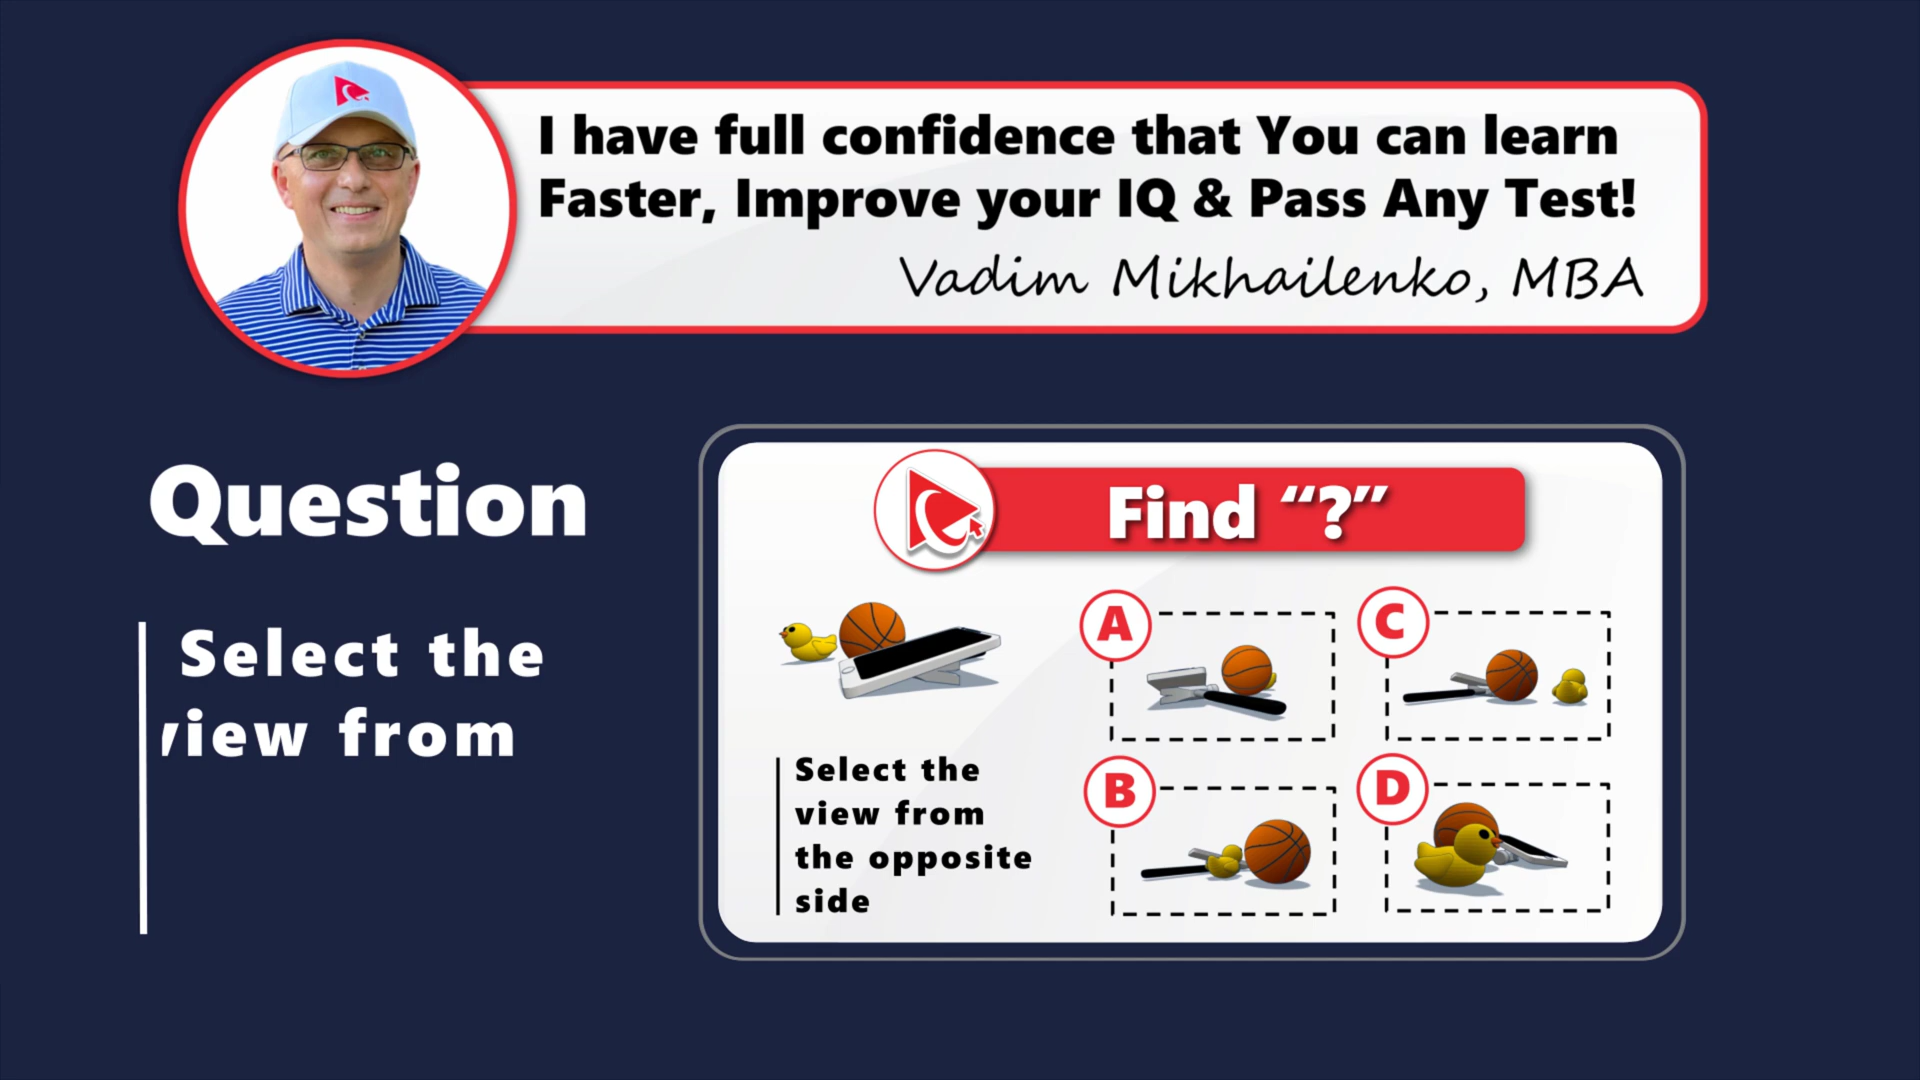 I have full confidence that You can learn
Faster, Improve your IQ & Pass Any Test!
Vadim Mikhailenko, MBA
Question
Select the
view from
Find “?”
Select the
view from
the opposite
side
A
B
C
D